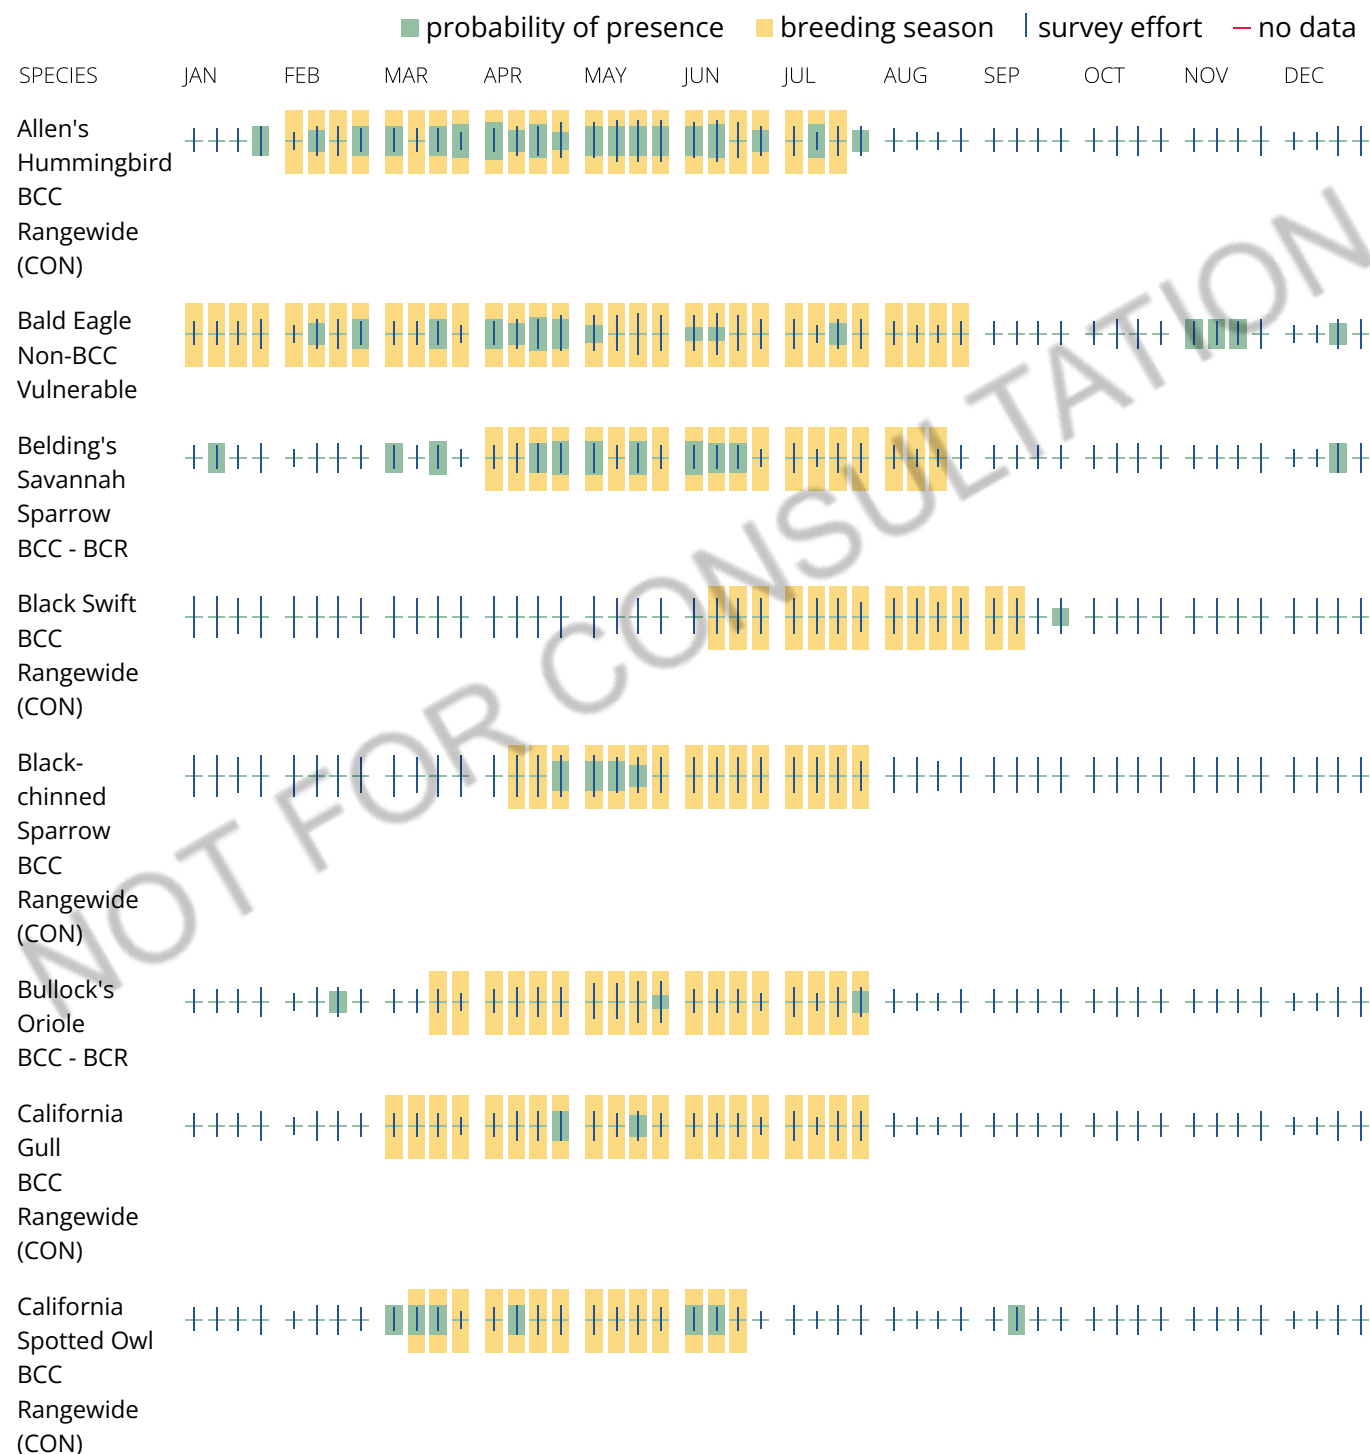 probability of presence breeding season survey effort no data
SPECIES JAN FEB MAR APR MAY JUN JUL AUG SEP OCT NOV DEC
Allen's
Hummingbird
BCC
Rangewide
(CON)
Bald Eagle
Non-BCC
Vulnerable
Belding's
Savannah
Sparrow
BCC - BCR
Black Swift
BCC
Rangewide
(CON)
Black-
chinned
Sparrow
BCC
Rangewide
(CON)
Bullock's
Oriole
BCC - BCR
California
Gull
BCC
Rangewide
(CON)
California
Spotted Owl
BCC
Rangewide
(CON)
NOT FOR CONSULTATION